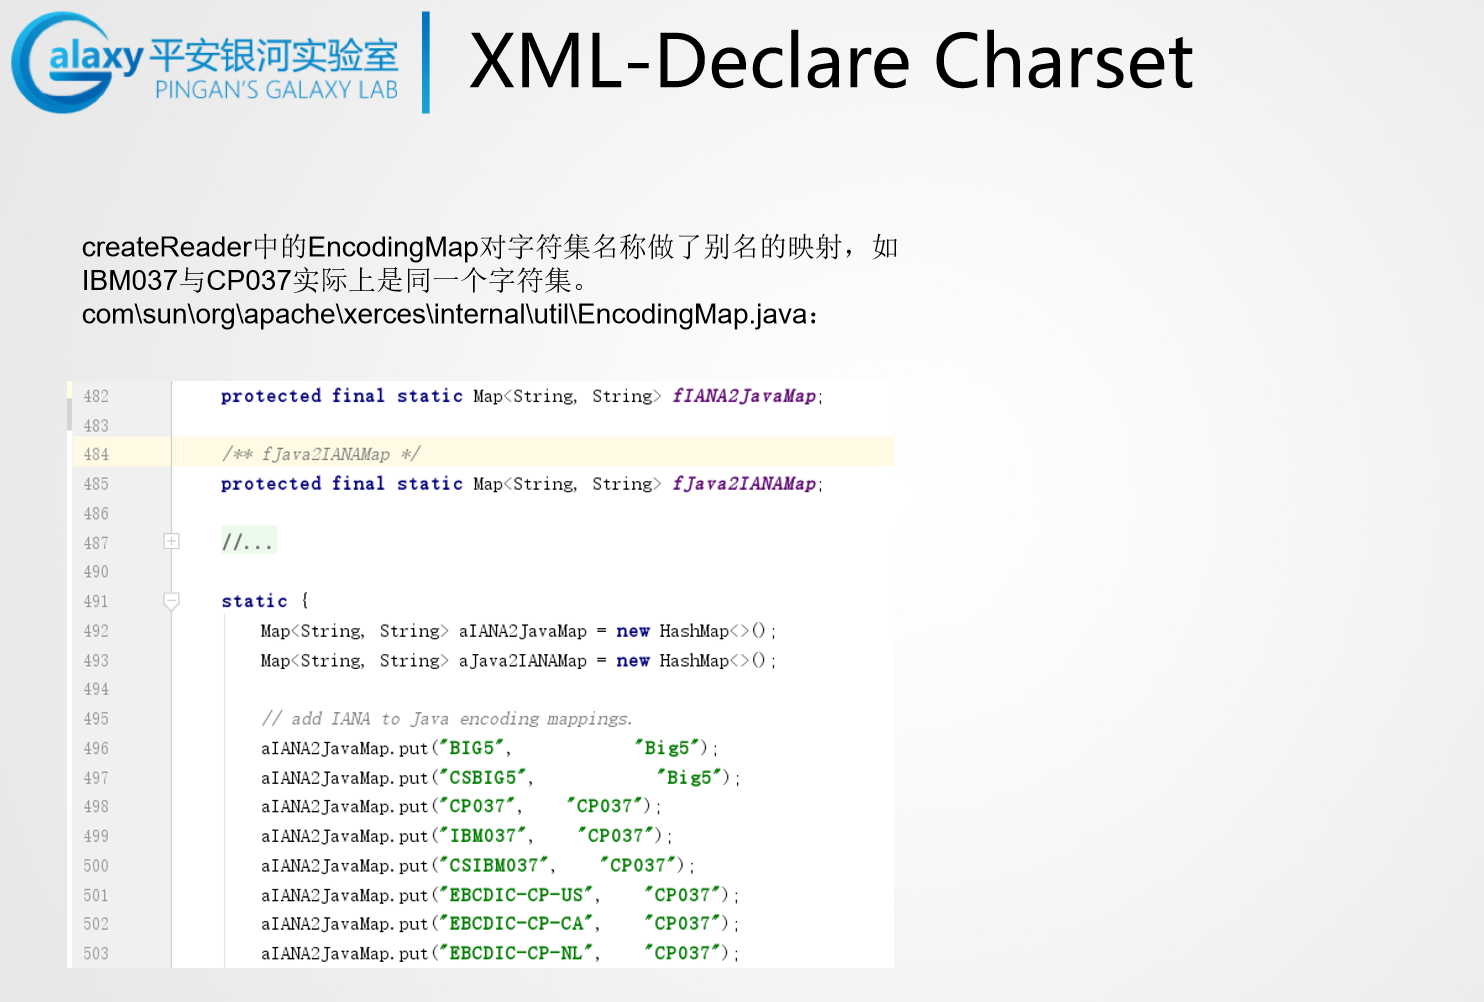 Galaxy 平安银河实验室
PINGAN'S GALAXY LAB
XML-Declare Charset
createReader中的EncodingMap对字符集名称做了别名的映射，如
IBM037与CP037实际上是同一个字符集。
com\sun\org\apache\xerces\internal\util\EncodingMap.java：
482 protected final static Map<String, String> fIANA2JavaMap;
483
484 /** fJava2IANAMap */
485 protected final static Map<String, String> fJava2IANAMap;
486
487 //...
490
491 static {
492 Map<String, String> aIANA2JavaMap = new HashMap<>();
493 Map<String, String> aJava2IANAMap = new HashMap<>();
494
495 // add IANA to Java encoding mappings.
496 aIANA2JavaMap.put("BIG5", "Big5");
497 aIANA2JavaMap.put("CSBIG5", "Big5");
498 aIANA2JavaMap.put("CP037", "CP037");
499 aIANA2JavaMap.put("IBM037", "CP037");
500 aIANA2JavaMap.put("CSIBM037", "CP037");
501 aIANA2JavaMap.put("EBCDIC-CP-US", "CP037");
502 aIANA2JavaMap.put("EBCDIC-CP-CA", "CP037");
503 aIANA2JavaMap.put("EBCDIC-CP-NL", "CP037");